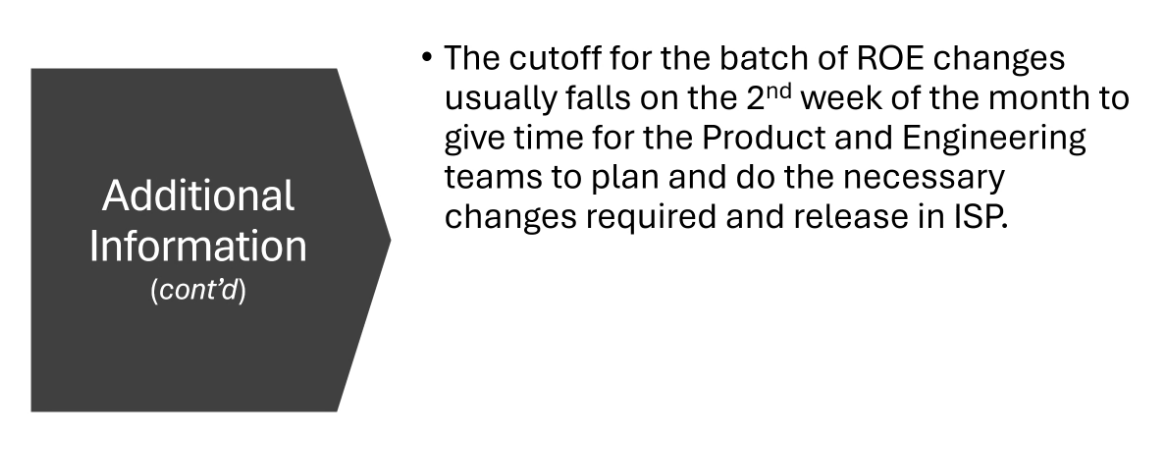 Additional
Information
(cont’d)
• The cutoff for the batch of ROE changes
usually falls on the 2nd week of the month to
give time for the Product and Engineering
teams to plan and do the necessary
changes required and release in ISP.